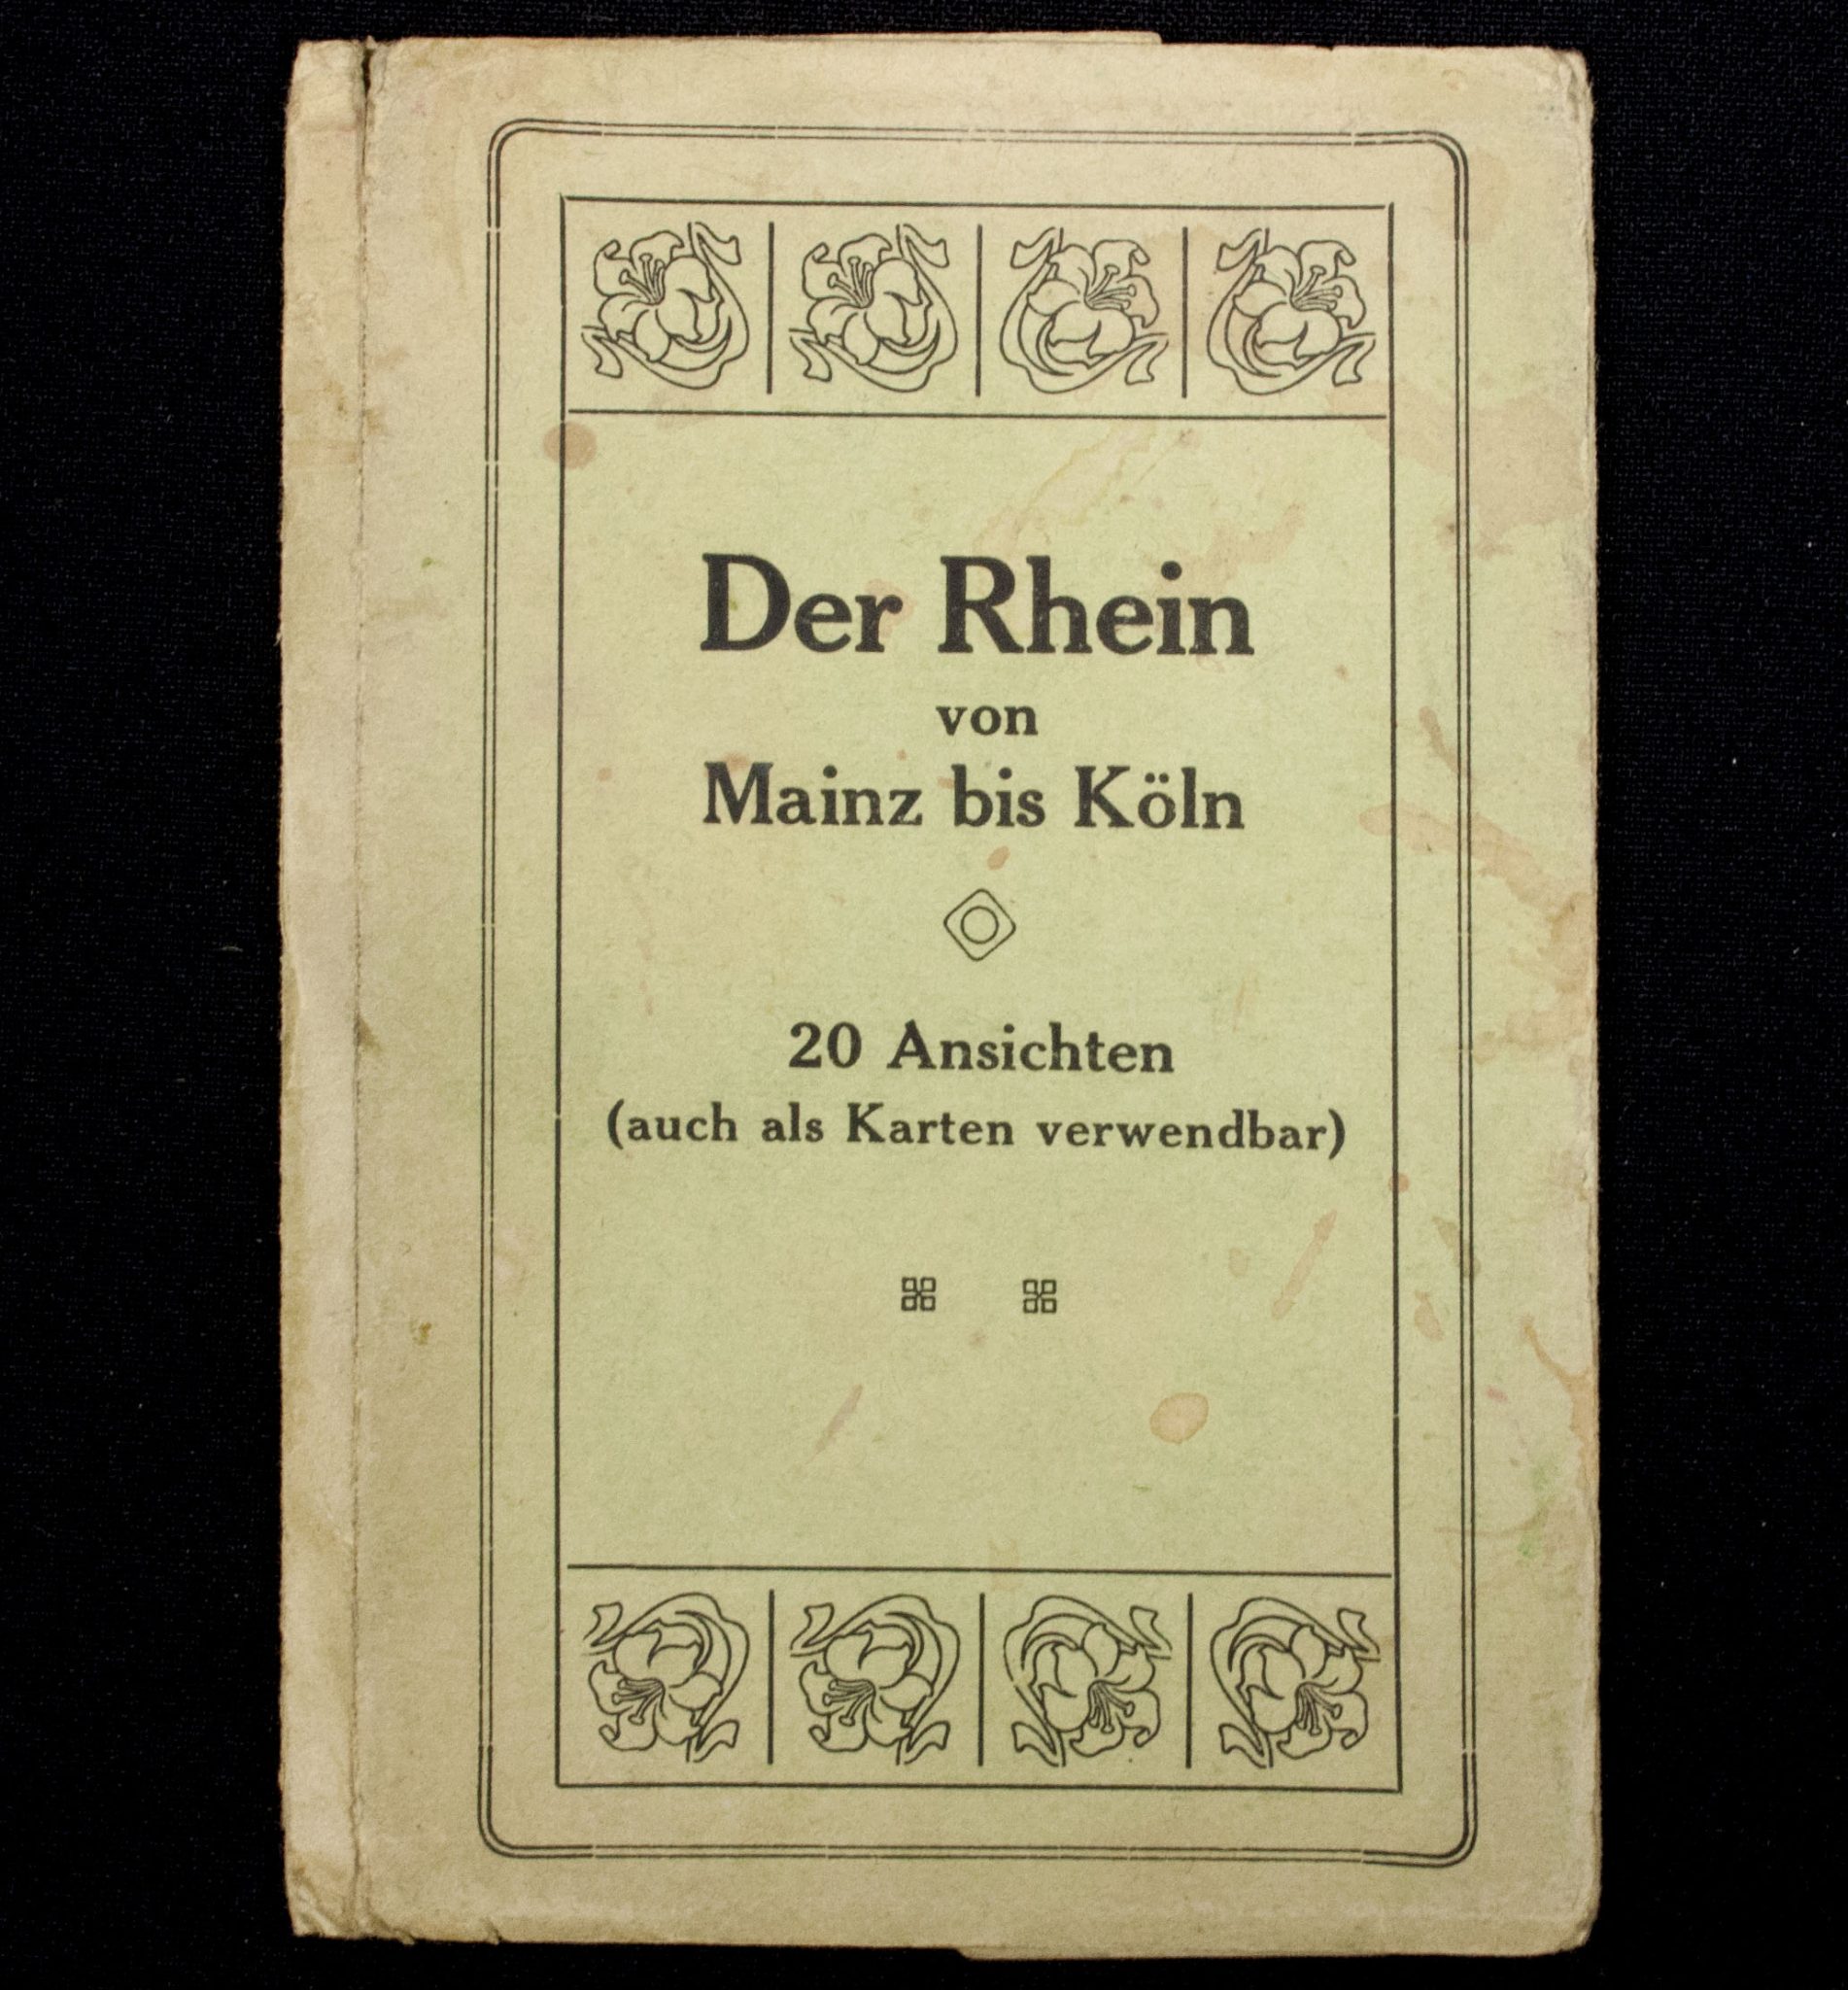 Der Rhein
von
Mainz bis Köln
20 Ansichten
(auch als Karten verwendbar)